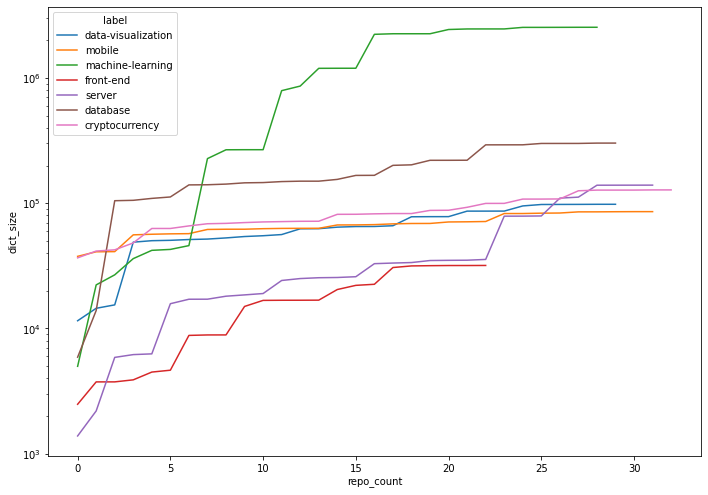 label
data-visualization
mobile
machine-learning
front-end
server
database
cryptocurrency
dict_size
10^6
10^5
10^4
10^3
0 5 10 15 20 25 30
repo_count